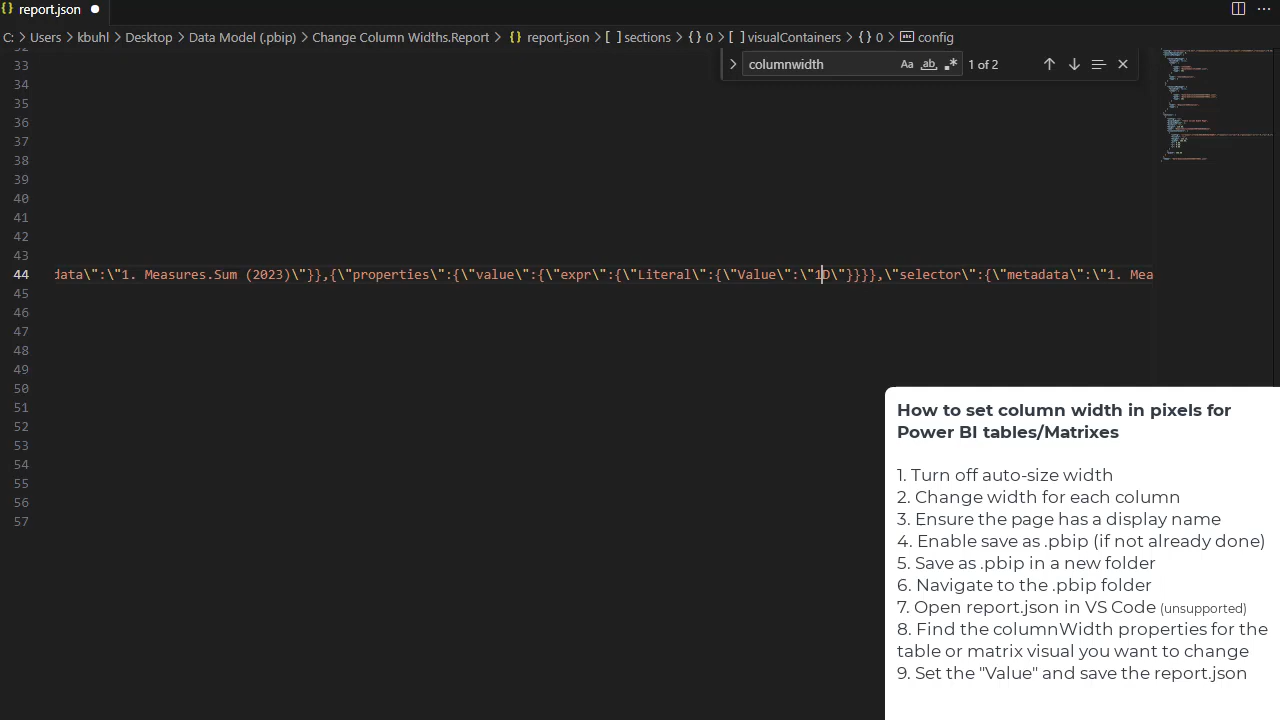 report.json
C: > Users > kbuhl > Desktop > Data Model (.pbip) > Change Column Widths.Report > {} report.json > [ ] sections > {} 0 > [ ] visualContainers > {} 0 > abc config
columnwidth Aa ab .* 1 of 2
33
34
35
36
37
38
39
40
41
42
43
44 data\":\"1. Measures.Sum (2023)\"}},{\"properties\":{\"value\":{\"expr\":{\"Literal\":{\"Value\":\"1D\"}}}},\"selector\":{\"metadata\":\"1. Mea
45
46
47
48
49
50
51
52
53
54
55
56
57
How to set column width in pixels for
Power BI tables/Matrixes
1. Turn off auto-size width
2. Change width for each column
3. Ensure the page has a display name
4. Enable save as .pbip (if not already done)
5. Save as .pbip in a new folder
6. Navigate to the .pbip folder
7. Open report.json in VS Code (unsupported)
8. Find the columnWidth properties for the
table or matrix visual you want to change
9. Set the "Value" and save the report.json